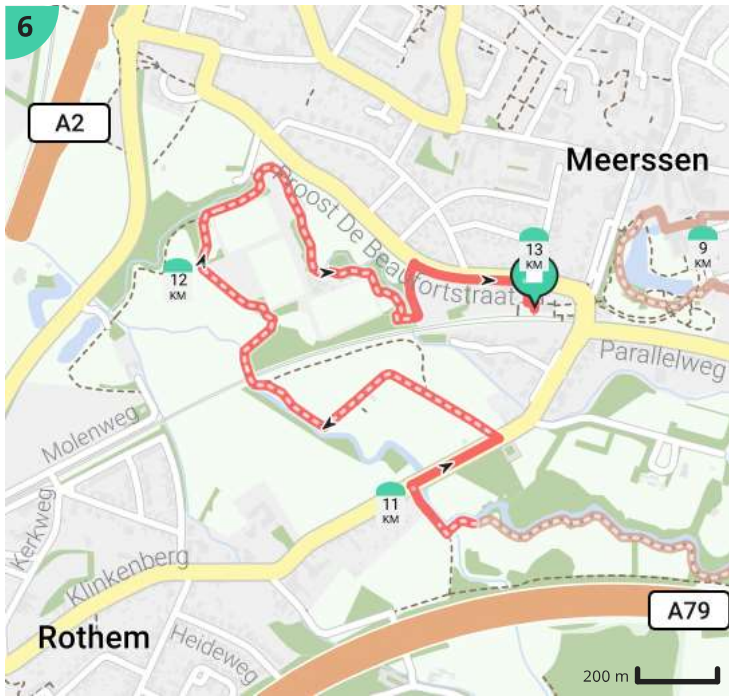 6
A2
Meerssen
Proost De Beaufortstraat
13
KM
9
KM
12
KM
Parallelweg
Molenweg
11
KM
Kerkweg
Klinkenberg
A79
Rothem
Heideweg
200 m